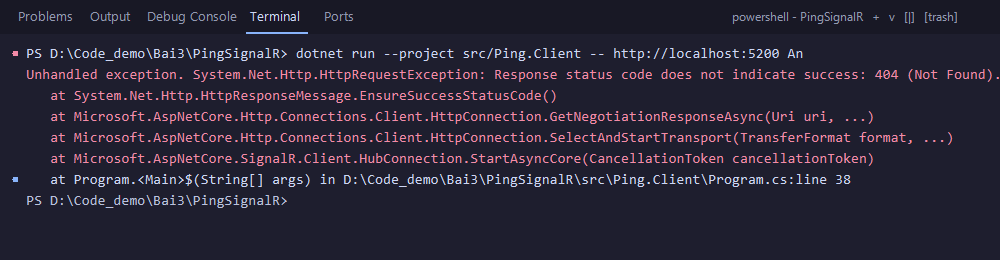 Problems Output Debug Console Terminal Ports powershell - PingSignalR + v [|] [trash]
PS D:\Code_demo\Bai3\PingSignalR> dotnet run --project src/Ping.Client -- http://localhost:5200 An
Unhandled exception. System.Net.Http.HttpRequestException: Response status code does not indicate success: 404 (Not Found).
   at System.Net.Http.HttpResponseMessage.EnsureSuccessStatusCode()
   at Microsoft.AspNetCore.Http.Connections.Client.HttpConnection.GetNegotiationResponseAsync(Uri uri, ...)
   at Microsoft.AspNetCore.Http.Connections.Client.HttpConnection.SelectAndStartTransport(TransferFormat format, ...)
   at Microsoft.AspNetCore.SignalR.Client.HubConnection.StartAsyncCore(CancellationToken cancellationToken)
   at Program.<Main>$(String[] args) in D:\Code_demo\Bai3\PingSignalR\src\Ping.Client\Program.cs:line 38
PS D:\Code_demo\Bai3\PingSignalR>